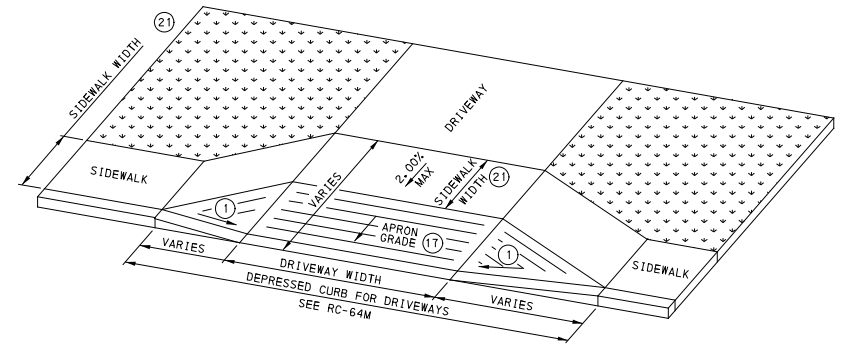 21
SIDEWALK WIDTH
DRIVEWAY
SIDEWALK
VARIES
2.00%
MAX
SIDEWALK
WIDTH
21
1
APRON
GRADE 17
1
SIDEWALK
VARIES
DRIVEWAY WIDTH
VARIES
DEPRESSED CURB FOR DRIVEWAYS
SEE RC-64M